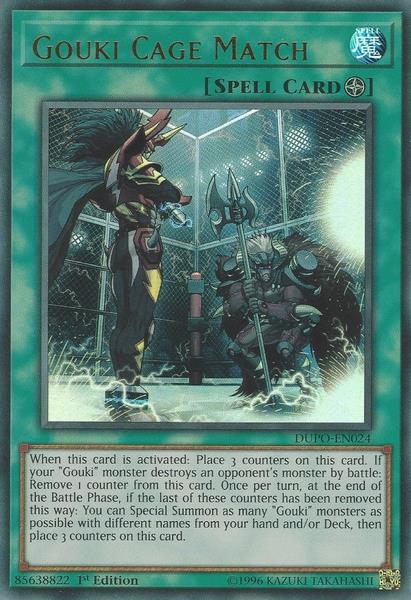 GOUKI CAGE MATCH
SPELL
魔
[SPELL CARD]
DUPO-EN024
When this card is activated: Place 3 counters on this card. If
your "Gouki" monster destroys an opponent's monster by battle:
Remove 1 counter from this card. Once per turn, at the end of
the Battle Phase, if the last of these counters has been removed
this way: You can Special Summon as many "Gouki" monsters as
possible with different names from your hand and/or Deck, then
place 3 counters on this card.
85638822 1st Edition ©1996 KAZUKI TAKAHASHI